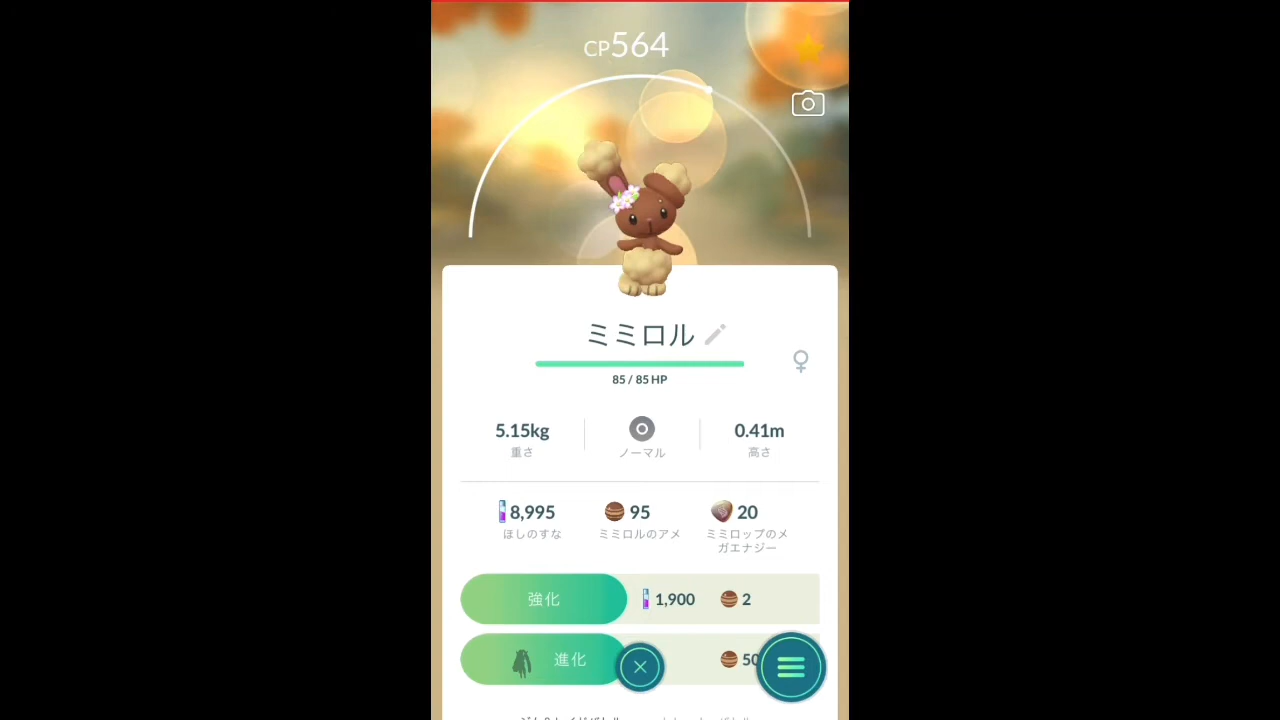 CP564
ミミロル
85 / 85 HP
5.15kg
重さ
ノーマル
0.41m
高さ
8,995
ほしのすな
95
ミミロルのアメ
20
ミミロップのメ
ガエナジー
強化
1,900
2
進化
50